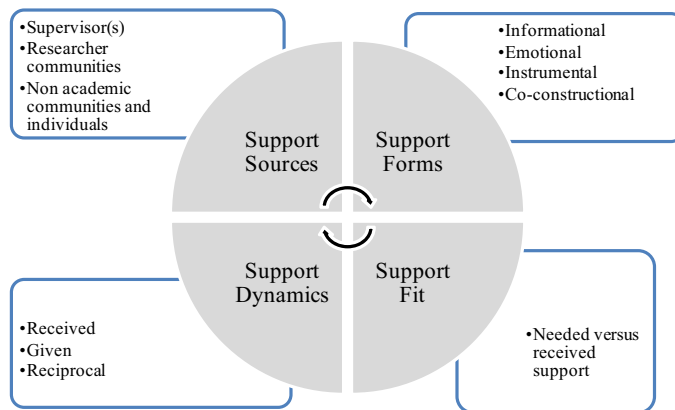 •Supervisor(s)
•Researcher
communities
•Non academic
communities and
individuals
•Informational
•Emotional
•Instrumental
•Co-constructional
Support
Sources
Support
Forms
Support
Dynamics
Support
Fit
•Received
•Given
•Reciprocal
•Needed versus
received
support